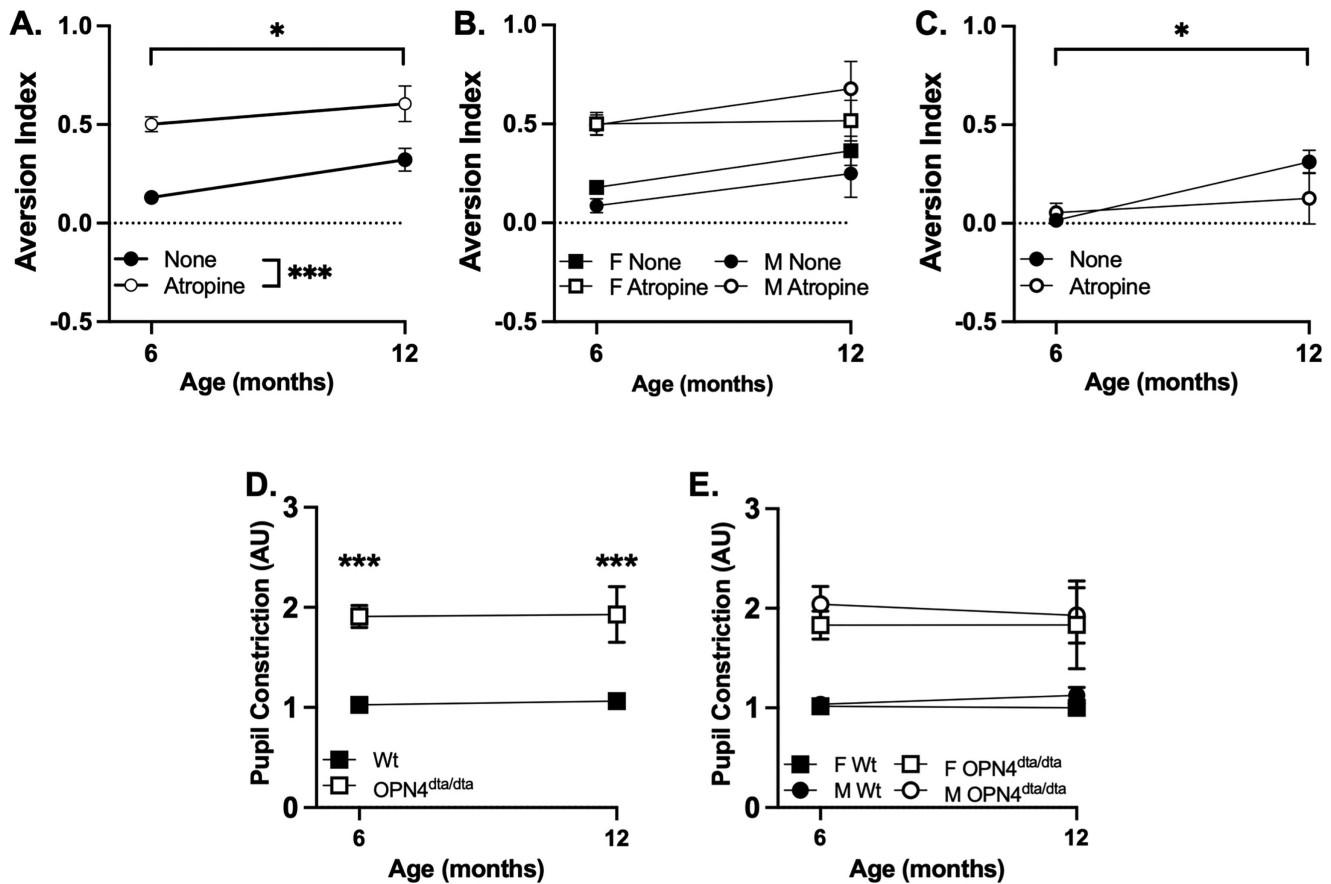 A.
Aversion Index
1.0
0.5
0.0
-0.5
*
None
Atropine
***
6
12
Age (months)
B.
Aversion Index
1.0
0.5
0.0
-0.5
F None
M None
F Atropine
M Atropine
6
12
Age (months)
C.
Aversion Index
1.0
0.5
0.0
-0.5
*
None
Atropine
6
12
Age (months)
D.
Pupil Constriction (AU)
3
2
1
0
***
***
Wt
OPN4dta/dta
6
12
Age (months)
E.
Pupil Constriction (AU)
3
2
1
0
F Wt
F OPN4dta/dta
M Wt
M OPN4dta/dta
6
12
Age (months)